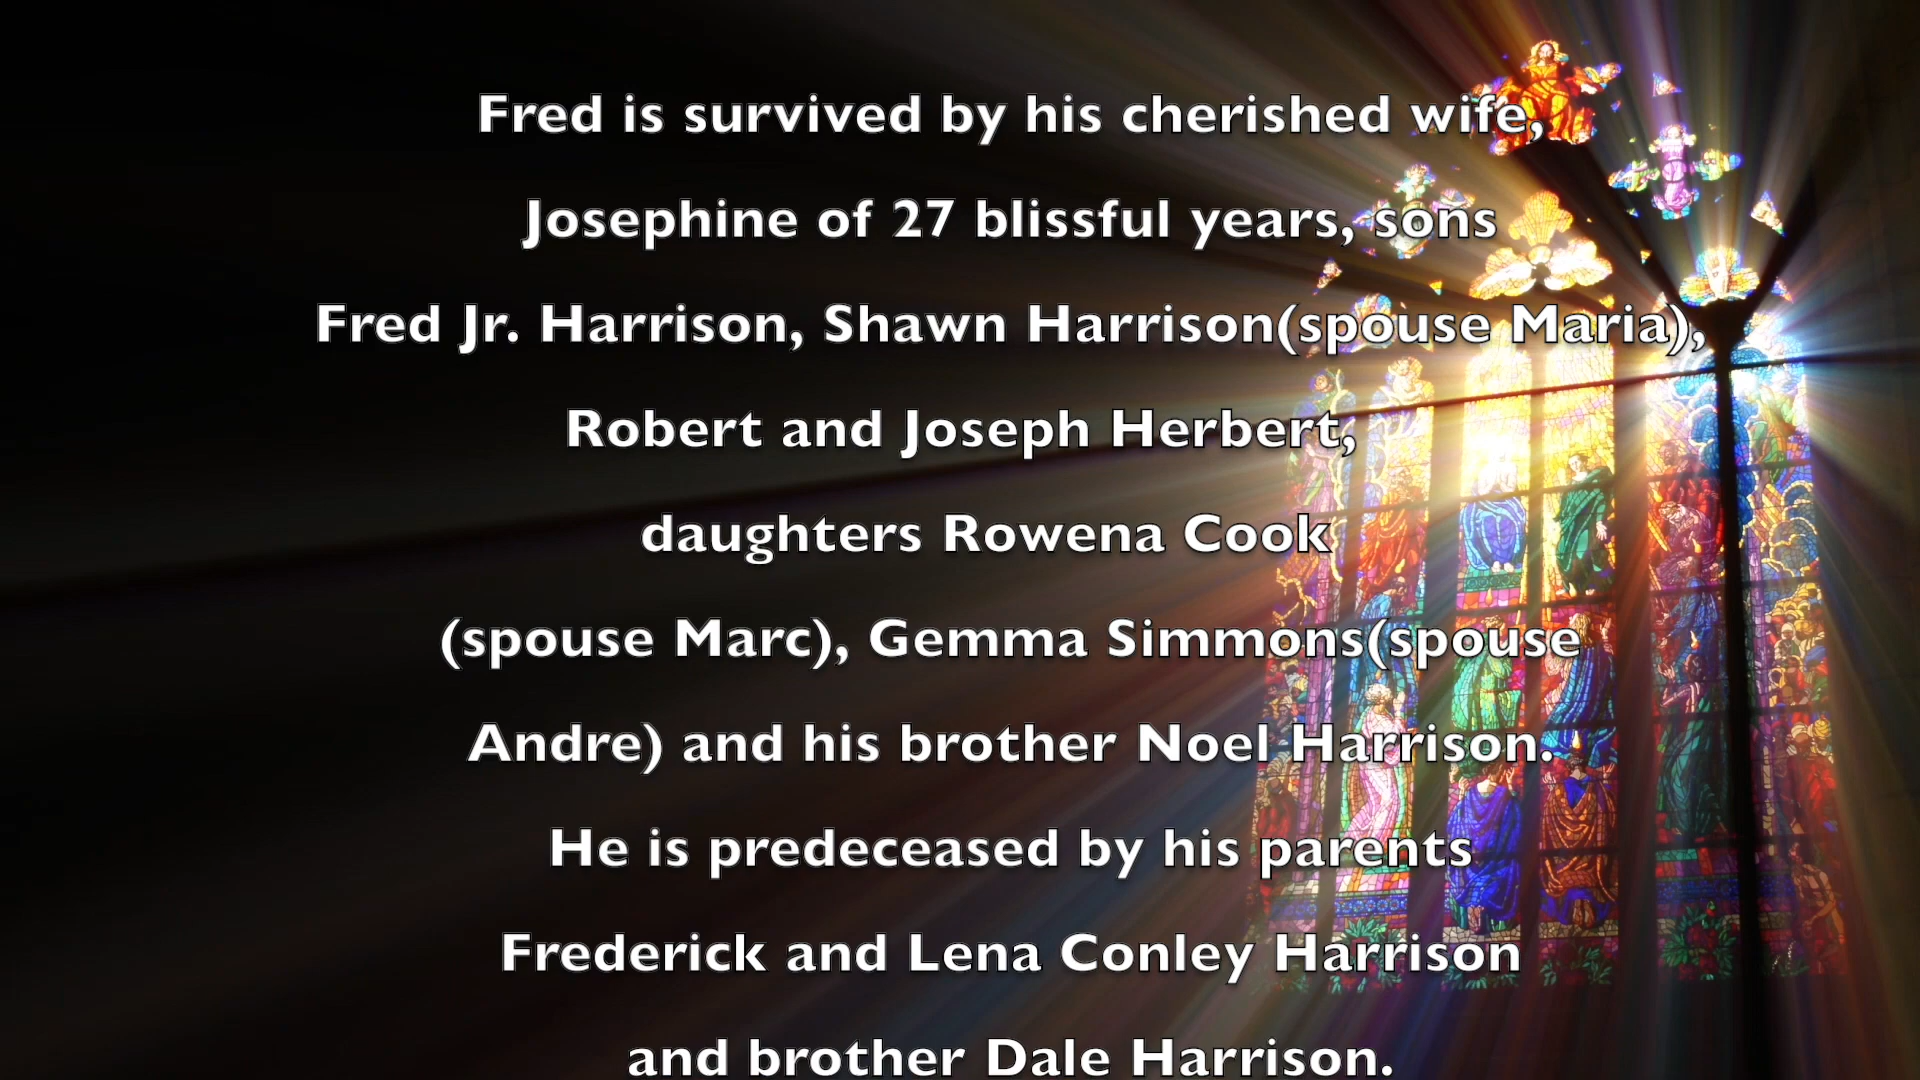 Fred is survived by his cherished wife,
Josephine of 27 blissful years, sons
Fred Jr. Harrison, Shawn Harrison(spouse Maria),
Robert and Joseph Herbert,
daughters Rowena Cook
(spouse Marc), Gemma Simmons(spouse
Andre) and his brother Noel Harrison.
He is predeceased by his parents
Frederick and Lena Conley Harrison
and brother Dale Harrison.